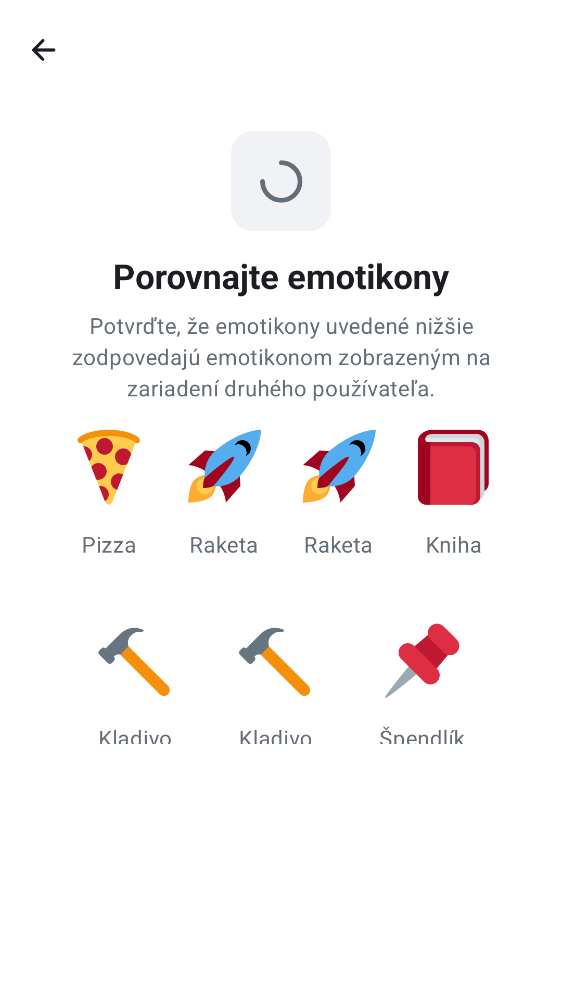 Porovnajte emotikony
Potvrďte, že emotikony uvedené nižšie
zodpovedajú emotikonom zobrazeným na
zariadení druhého používateľa.
Pizza Raketa Raketa Kniha
Kladivo Kladivo Špendlík